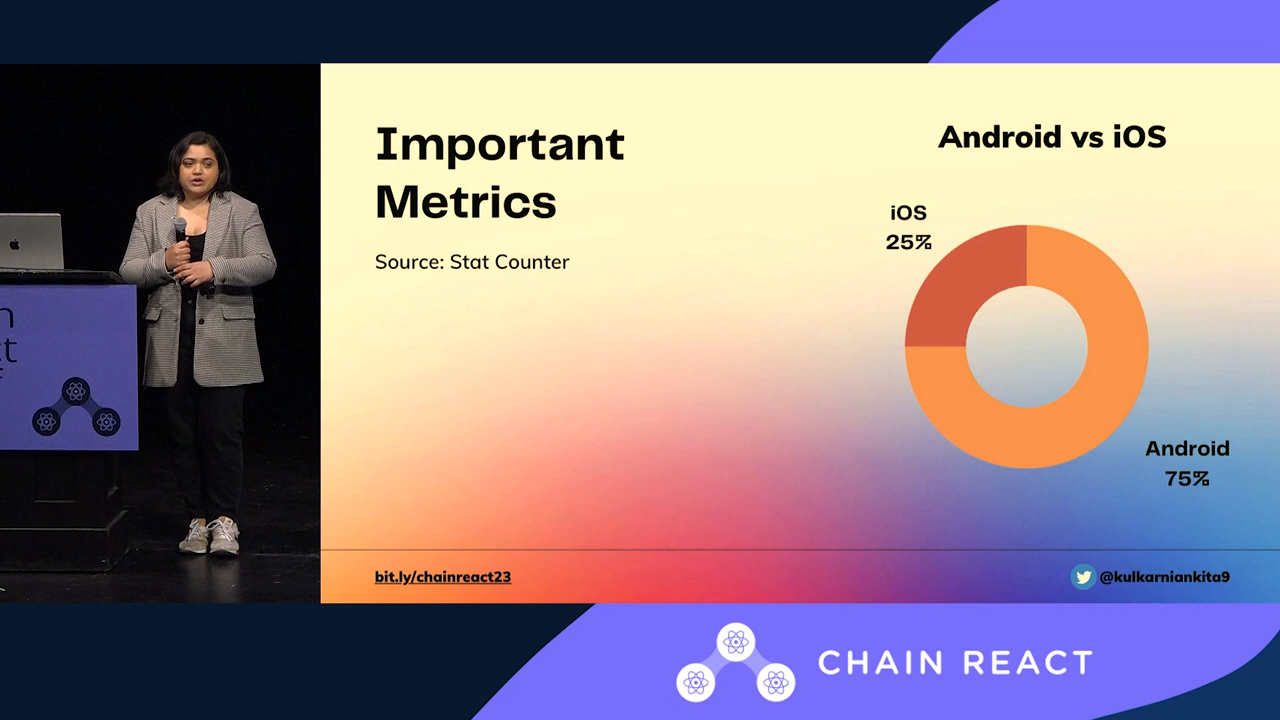 Important
Metrics
Source: Stat Counter
Android vs iOS
iOS
25%
Android
75%
bit.ly/chainreact23
@kulkarniankita9
CHAIN REACT